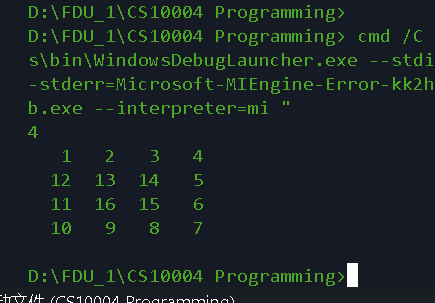 D:\FDU_1\CS10004 Programming>
D:\FDU_1\CS10004 Programming> cmd /C
s\bin\WindowsDebugLauncher.exe --stdi
-stderr=Microsoft-MIEngine-Error-kk2h
b.exe --interpreter=mi "
4
1 2 3 4
12 13 14 5
11 16 15 6
10 9 8 7
D:\FDU_1\CS10004 Programming>
动文件 (CS10004 Programming)